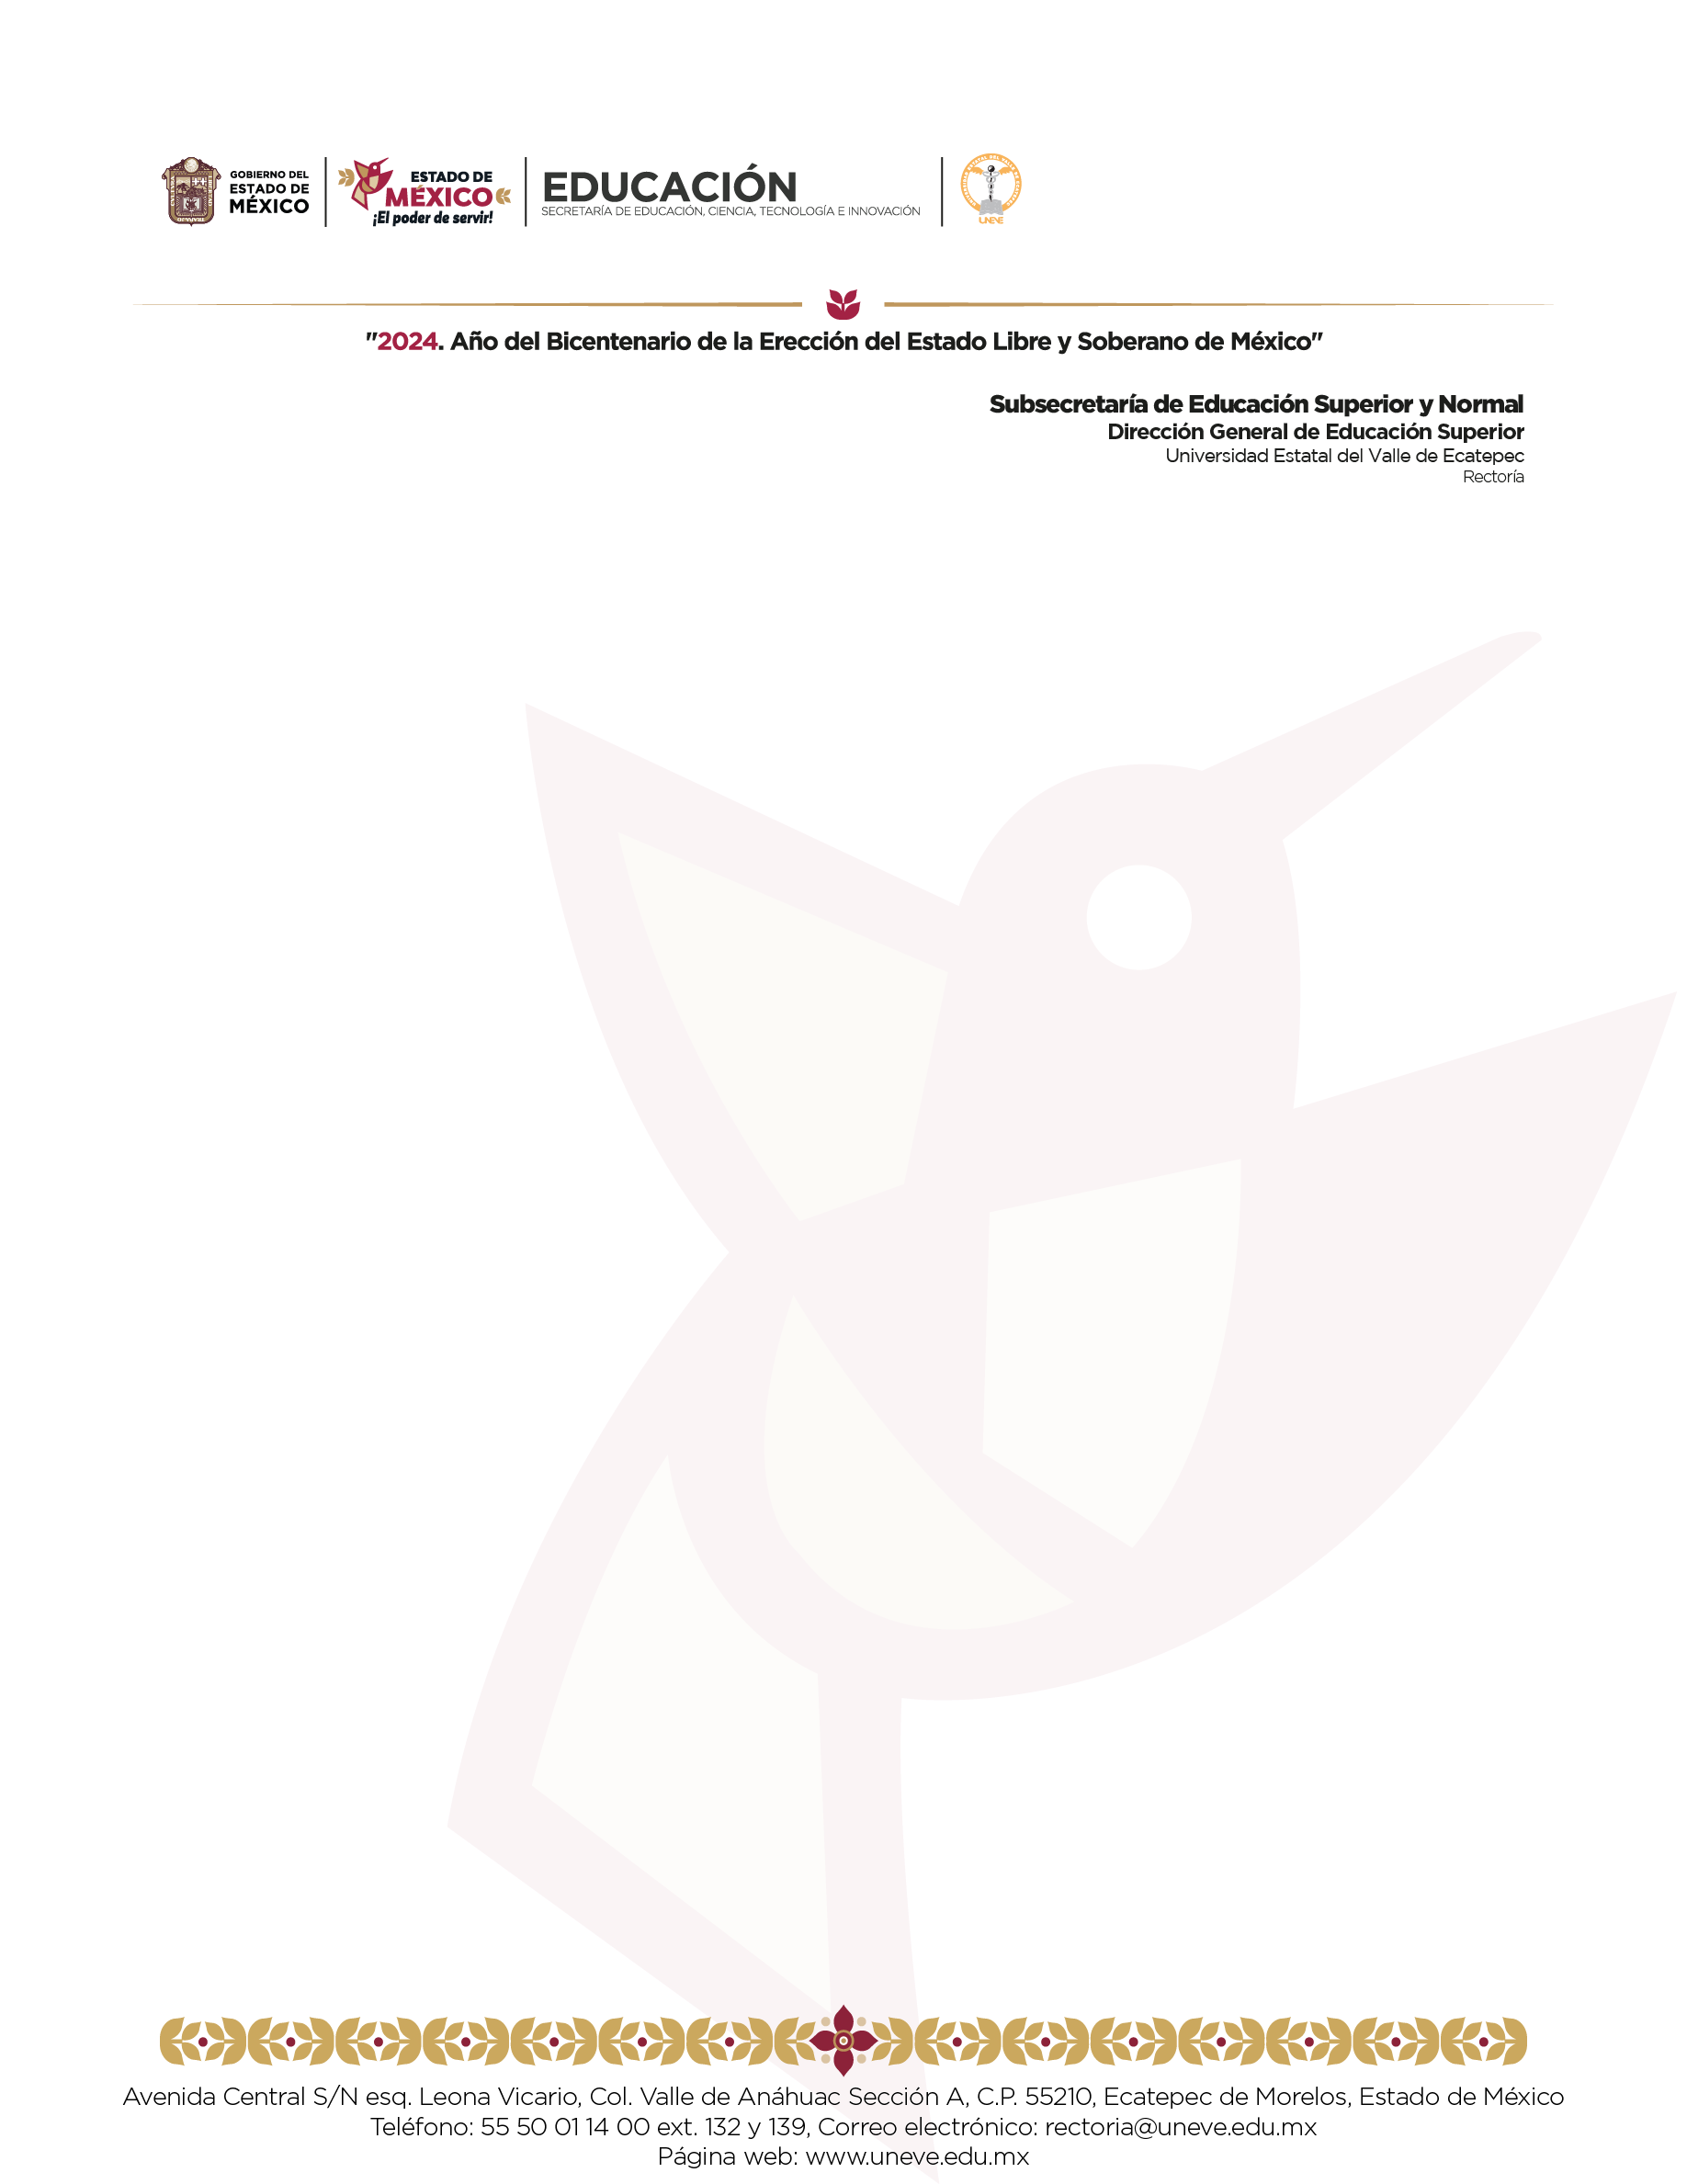 GOBIERNO DEL
ESTADO DE
MÉXICO
ESTADO DE
MÉXICO
¡El poder de servir!
EDUCACIÓN
SECRETARÍA DE EDUCACIÓN, CIENCIA, TECNOLOGÍA E INNOVACIÓN
UNEVE
"2024. Año del Bicentenario de la Erección del Estado Libre y Soberano de México"
Subsecretaría de Educación Superior y Normal
Dirección General de Educación Superior
Universidad Estatal del Valle de Ecatepec
Rectoría
Avenida Central S/N esq. Leona Vicario, Col. Valle de Anáhuac Sección A, C.P. 55210, Ecatepec de Morelos, Estado de México
Teléfono: 55 50 01 14 00 ext. 132 y 139, Correo electrónico: rectoria@uneve.edu.mx
Página web: www.uneve.edu.mx